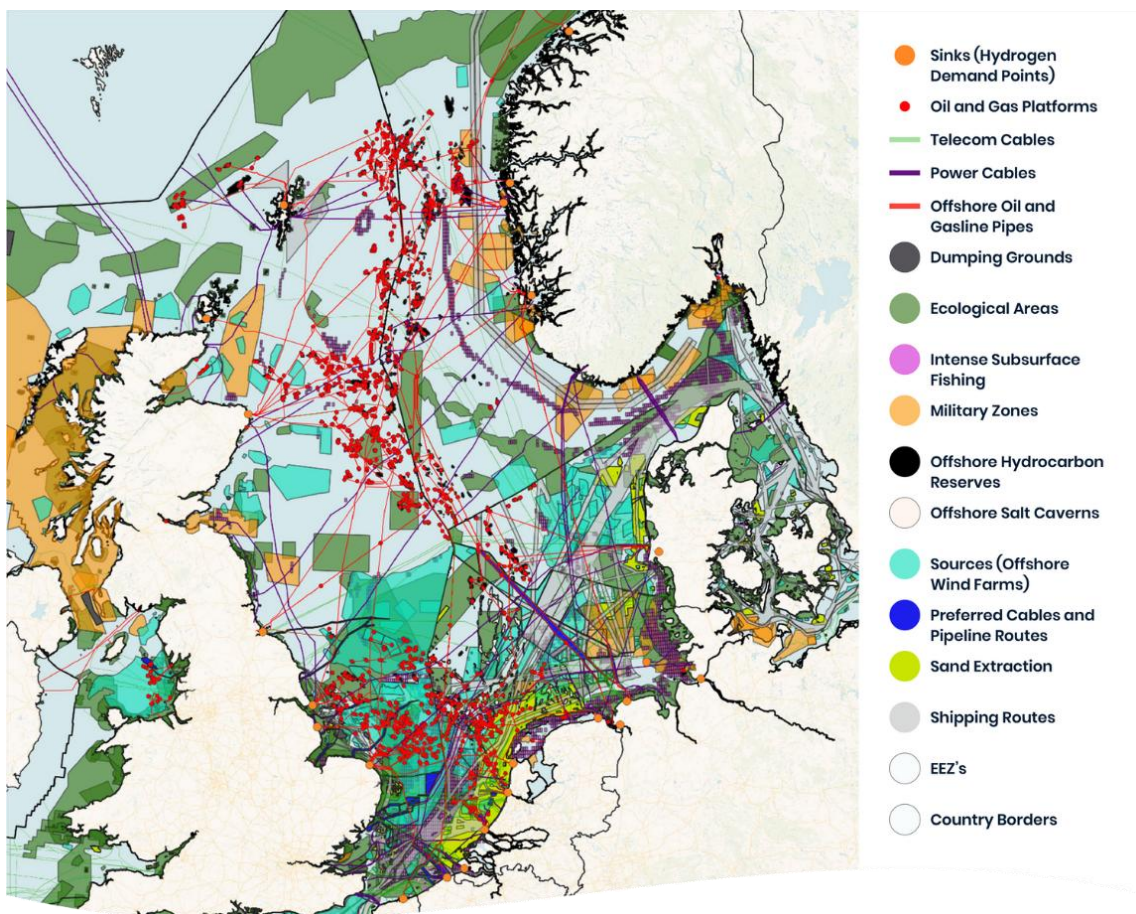 Sinks (Hydrogen
Demand Points)
Oil and Gas Platforms
Telecom Cables
Power Cables
Offshore Oil and
Gasline Pipes
Dumping Grounds
Ecological Areas
Intense Subsurface
Fishing
Military Zones
Offshore Hydrocarbon
Reserves
Offshore Salt Caverns
Sources (Offshore
Wind Farms)
Preferred Cables and
Pipeline Routes
Sand Extraction
Shipping Routes
EEZ's
Country Borders